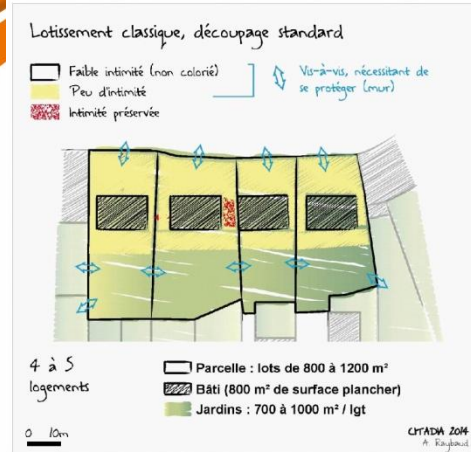 Lotissement classique, découpage standard
Faible intimité (non colorié)
Peu d'intimité
Intimité préservée
Vis-à-vis, nécessitant de
se protéger (mur)
4 à 5
logements
Parcelle : lots de 800 à 1200 m²
Bâti (800 m² de surface plancher)
Jardins : 700 à 1000 m² / lgt
0 10m
CITADIA 2014
A. Raybaud